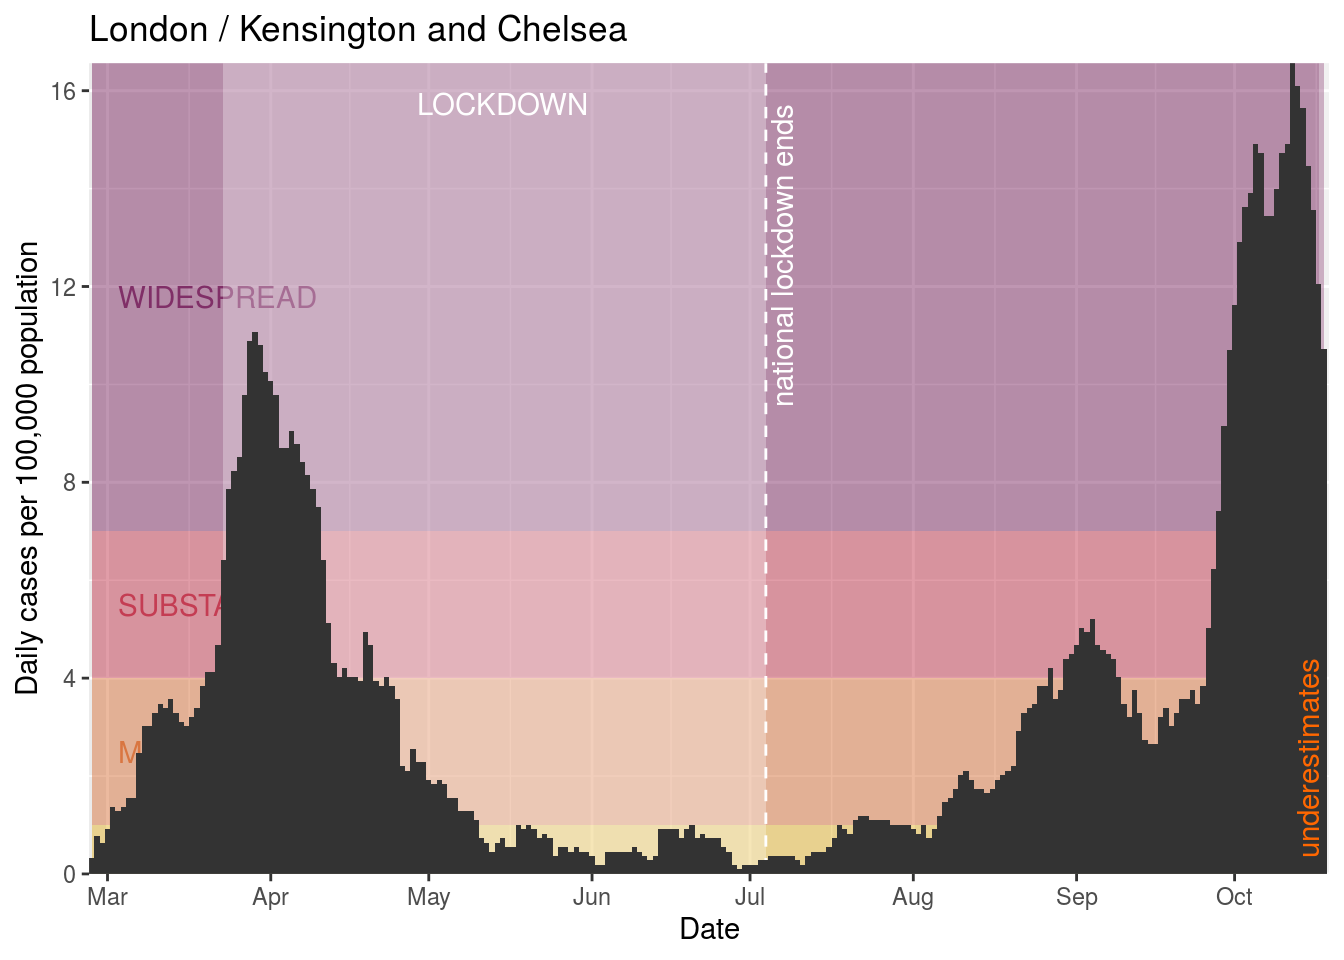 London / Kensington and Chelsea
16
12
8
4
0
Daily cases per 100,000 population
LOCKDOWN
national lockdown ends
WIDESPREAD
SUBSTA
M
underestimates
Mar
Apr
May
Jun
Jul
Aug
Sep
Oct
Date